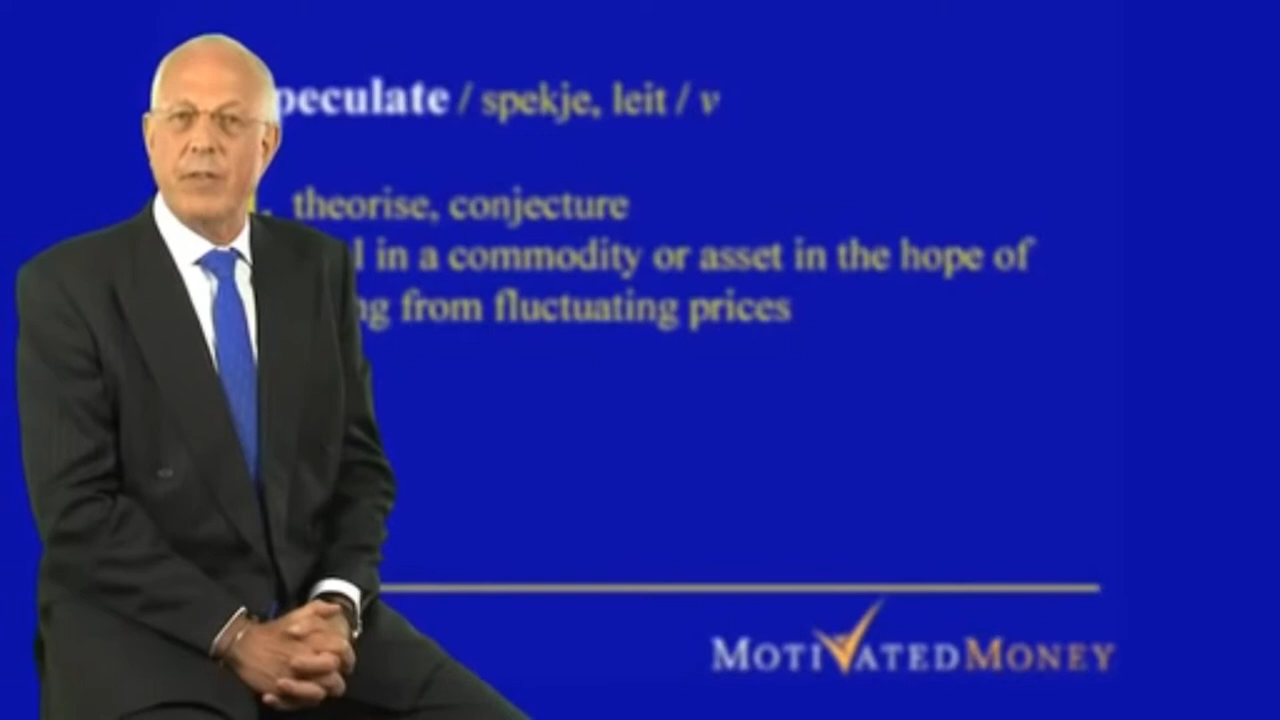 peculate / spekje, leit / v
. theorise, conjecture
l in a commodity or asset in the hope of
ng from fluctuating prices
MOTIVATEDMONEY